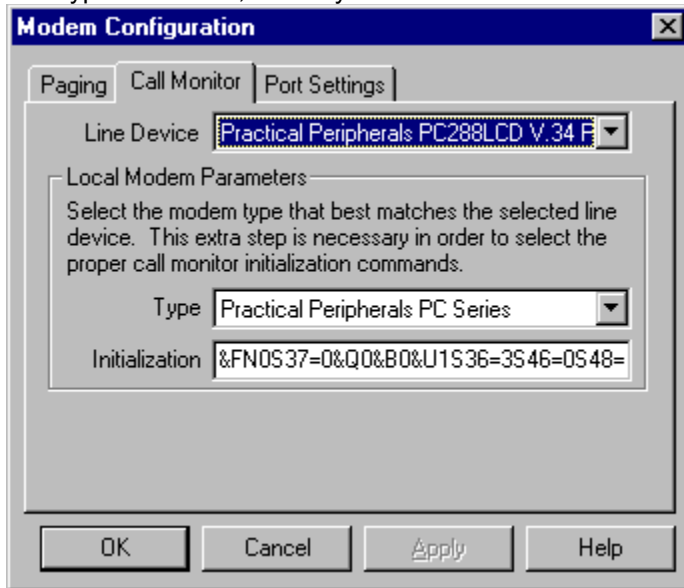 Modem Configuration
Paging Call Monitor Port Settings
Line Device Practical Peripherals PC288LCD V.34 P
Local Modem Parameters
Select the modem type that best matches the selected line
device. This extra step is necessary in order to select the
proper call monitor initialization commands.
Type Practical Peripherals PC Series
Initialization &FN0S37=0&Q0&B0&U1S36=3S46=0S48=
OK Cancel Apply Help